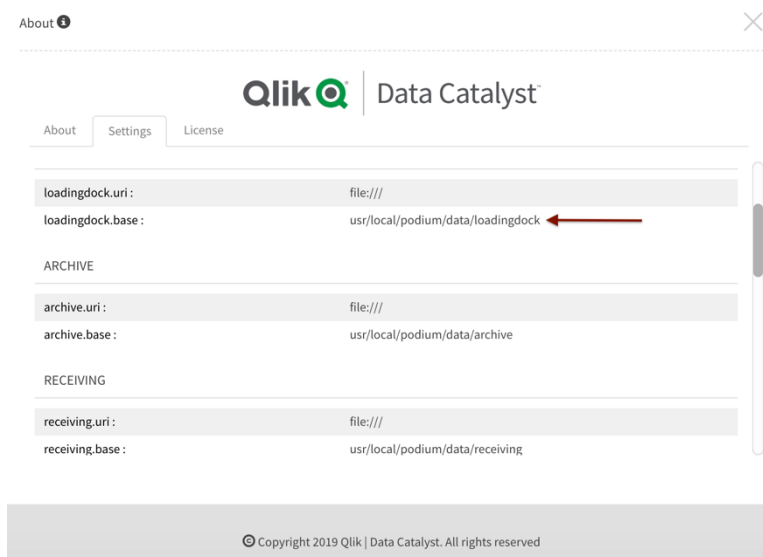 About
Qlik Data Catalyst™
About Settings License
loadingdock.uri : file:///
loadingdock.base : usr/local/podium/data/loadingdock
ARCHIVE
archive.uri : file:///
archive.base : usr/local/podium/data/archive
RECEIVING
receiving.uri : file:///
receiving.base : usr/local/podium/data/receiving
© Copyright 2019 Qlik | Data Catalyst. All rights reserved